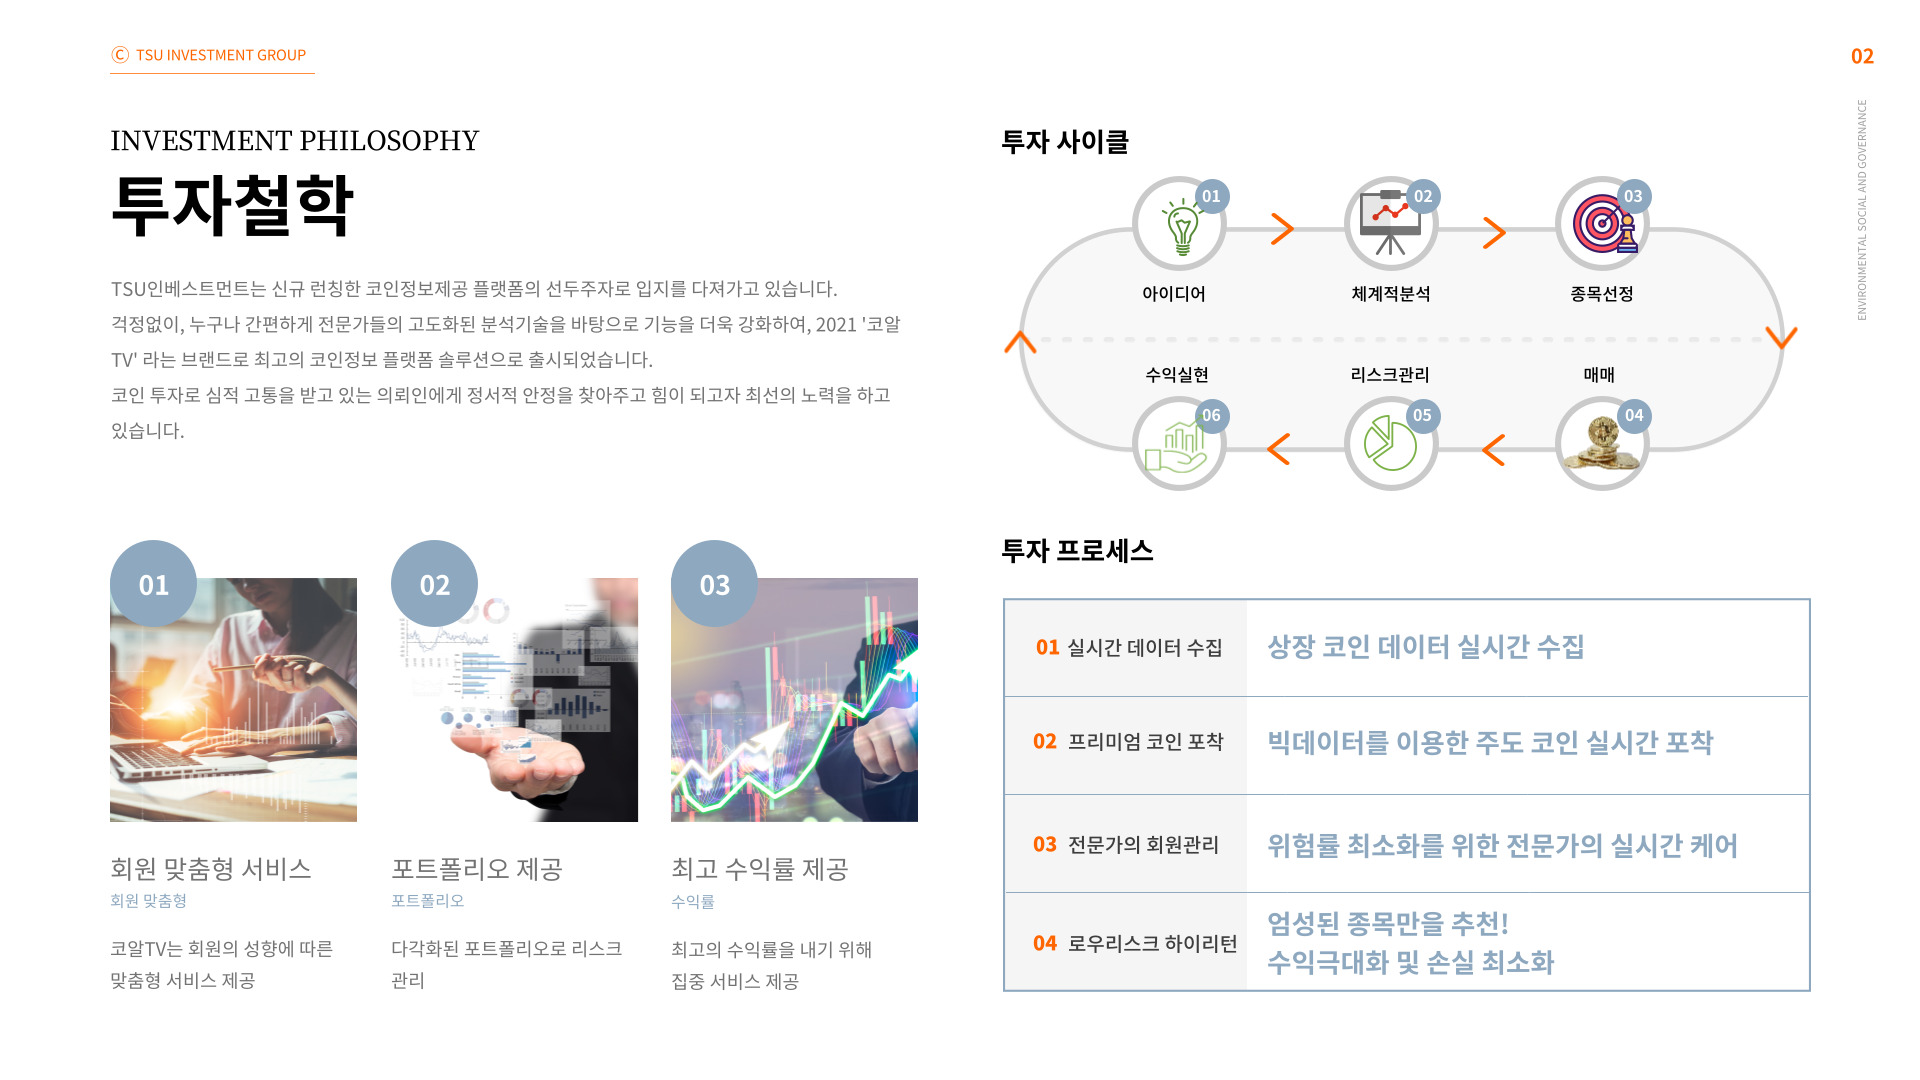 Ⓒ TSU INVESTMENT GROUP
02
ENVIRONMENTAL SOCIAL AND GOVERNANCE
INVESTMENT PHILOSOPHY
투자철학
TSU인베스트먼트는 신규 런칭한 코인정보제공 플랫폼의 선두주자로 입지를 다져가고 있습니다.
걱정없이, 누구나 간편하게 전문가들의 고도화된 분석기술을 바탕으로 기능을 더욱 강화하여, 2021 '코알
TV' 라는 브랜드로 최고의 코인정보 플랫폼 솔루션으로 출시되었습니다.
코인 투자로 심적 고통을 받고 있는 의뢰인에게 정서적 안정을 찾아주고 힘이 되고자 최선의 노력을 하고
있습니다.
01
회원 맞춤형 서비스
회원 맞춤형
코알TV는 회원의 성향에 따른
맞춤형 서비스 제공
02
포트폴리오 제공
포트폴리오
다각화된 포트폴리오로 리스크
관리
03
최고 수익률 제공
수익률
최고의 수익률을 내기 위해
집중 서비스 제공
투자 사이클
01
아이디어
02
체계적분석
03
종목선정
04
매매
05
리스크관리
06
수익실현
투자 프로세스
01 실시간 데이터 수집
상장 코인 데이터 실시간 수집
02 프리미엄 코인 포착
빅데이터를 이용한 주도 코인 실시간 포착
03 전문가의 회원관리
위험률 최소화를 위한 전문가의 실시간 케어
04 로우리스크 하이리턴
엄성된 종목만을 추천!
수익극대화 및 손실 최소화